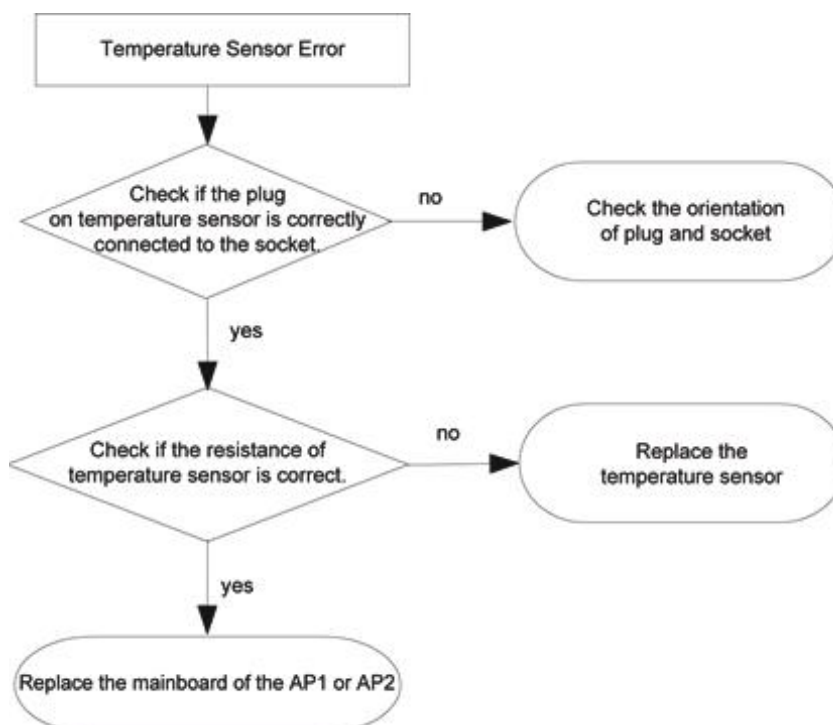 Temperature Sensor Error
Check if the plug
on temperature sensor is correctly
connected to the socket.
no
Check the orientation
of plug and socket
yes
Check if the resistance of
temperature sensor is correct.
no
Replace the
temperature sensor
yes
Replace the mainboard of the AP1 or AP2